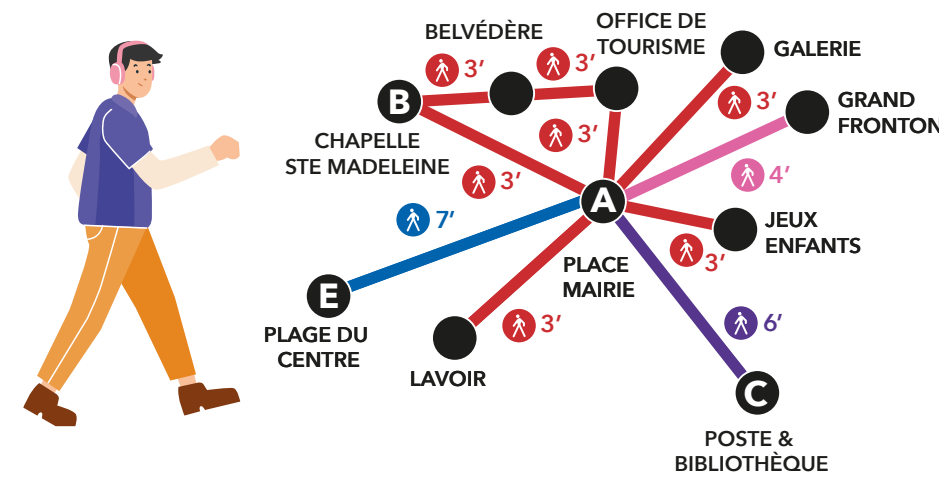 BELVÉDÈRE
OFFICE DE
TOURISME
GALERIE
3′
3′
B
3′
GRAND
FRONTON
CHAPELLE
STE MADELEINE
3′
3′
4′
A
7′
JEUX
ENFANTS
3′
PLACE
MAIRIE
E
3′
6′
PLAGE DU
CENTRE
LAVOIR
C
POSTE &
BIBLIOTHÈQUE